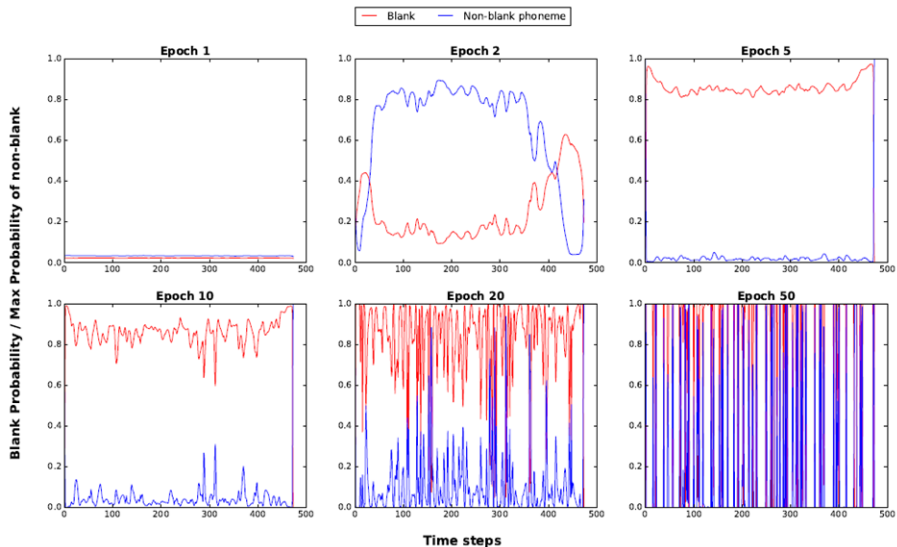 Blank Non-blank phoneme
Blank Probability / Max Probability of non-blank
Epoch 1
1.0
0.8
0.6
0.4
0.2
0.0
0 100 200 300 400 500
Epoch 2
1.0
0.8
0.6
0.4
0.2
0.0
0 100 200 300 400 500
Epoch 5
1.0
0.8
0.6
0.4
0.2
0.0
0 100 200 300 400 500
Epoch 10
1.0
0.8
0.6
0.4
0.2
0.0
0 100 200 300 400 500
Epoch 20
1.0
0.8
0.6
0.4
0.2
0.0
0 100 200 300 400 500
Epoch 50
1.0
0.8
0.6
0.4
0.2
0.0
0 100 200 300 400 500
Time steps